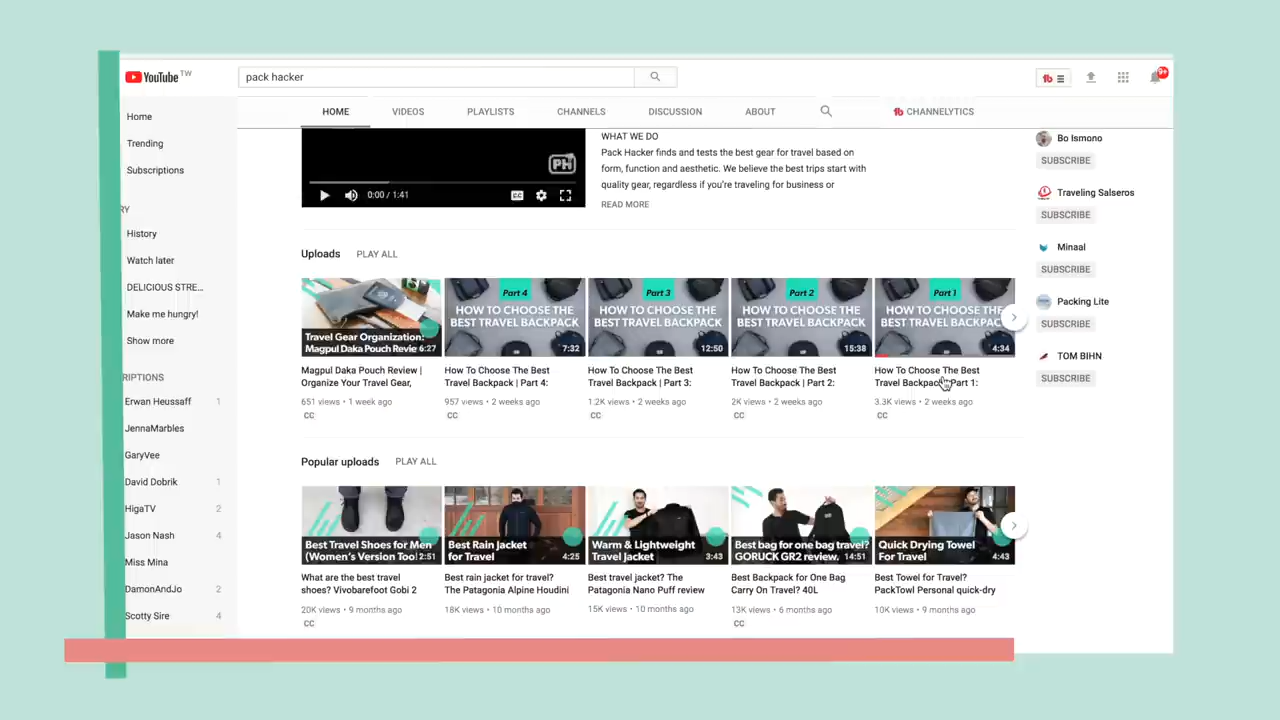 YouTube TW
pack hacker
9+
HOME
VIDEOS
PLAYLISTS
CHANNELS
DISCUSSION
ABOUT
CHANNELYTICS
Home
Trending
Subscriptions
RY
History
Watch later
DELICIOUS STRE...
Make me hungry!
Show more
RIPTIONS
Erwan Heussaff 1
JennaMarbles
GaryVee
David Dobrik 1
HigaTV 2
Jason Nash 4
Miss Mina
DamonAndJo 2
Scotty Sire 4
PH
0:00 / 1:41
CC
WHAT WE DO
Pack Hacker finds and tests the best gear for travel based on
form, function and aesthetic. We believe the best trips start with
quality gear, regardless if you're traveling for business or
READ MORE
Uploads PLAY ALL
Travel Gear Organization:
Magpul Daka Pouch Revie 6:27
Magpul Daka Pouch Review |
Organize Your Travel Gear,
651 views • 1 week ago
CC
Part 4
HOW TO CHOOSE THE
BEST TRAVEL BACKPACK
7:32
How To Choose The Best
Travel Backpack | Part 4:
957 views • 2 weeks ago
CC
Part 3
HOW TO CHOOSE THE
BEST TRAVEL BACKPACK
12:50
How To Choose The Best
Travel Backpack | Part 3:
1.2K views • 2 weeks ago
CC
Part 2
HOW TO CHOOSE THE
BEST TRAVEL BACKPACK
15:38
How To Choose The Best
Travel Backpack | Part 2:
2K views • 2 weeks ago
CC
Part 1
HOW TO CHOOSE THE
BEST TRAVEL BACKPACK
4:34
How To Choose The Best
Travel Backpack | Part 1:
3.3K views • 2 weeks ago
CC
Popular uploads PLAY ALL
Best Travel Shoes for Men
(Women's Version Too! 2:51
What are the best travel
shoes? Vivobarefoot Gobi 2
20K views • 9 months ago
CC
Best Rain Jacket
for Travel 4:25
Best rain jacket for travel?
The Patagonia Alpine Houdini
18K views • 10 months ago
Warm & Lightweight
Travel Jacket 3:43
Best travel jacket? The
Patagonia Nano Puff review
15K views • 10 months ago
Best bag for one bag travel?
GORUCK GR2 review. 14:51
Best Backpack for One Bag
Carry On Travel? 40L
13K views • 6 months ago
CC
Quick Drying Towel
For Travel 4:43
Best Towel for Travel?
PackTowl Personal quick-dry
10K views • 9 months ago
Bo Ismono
SUBSCRIBE
Traveling Salseros
SUBSCRIBE
Minaal
SUBSCRIBE
Packing Lite
SUBSCRIBE
TOM BIHN
SUBSCRIBE